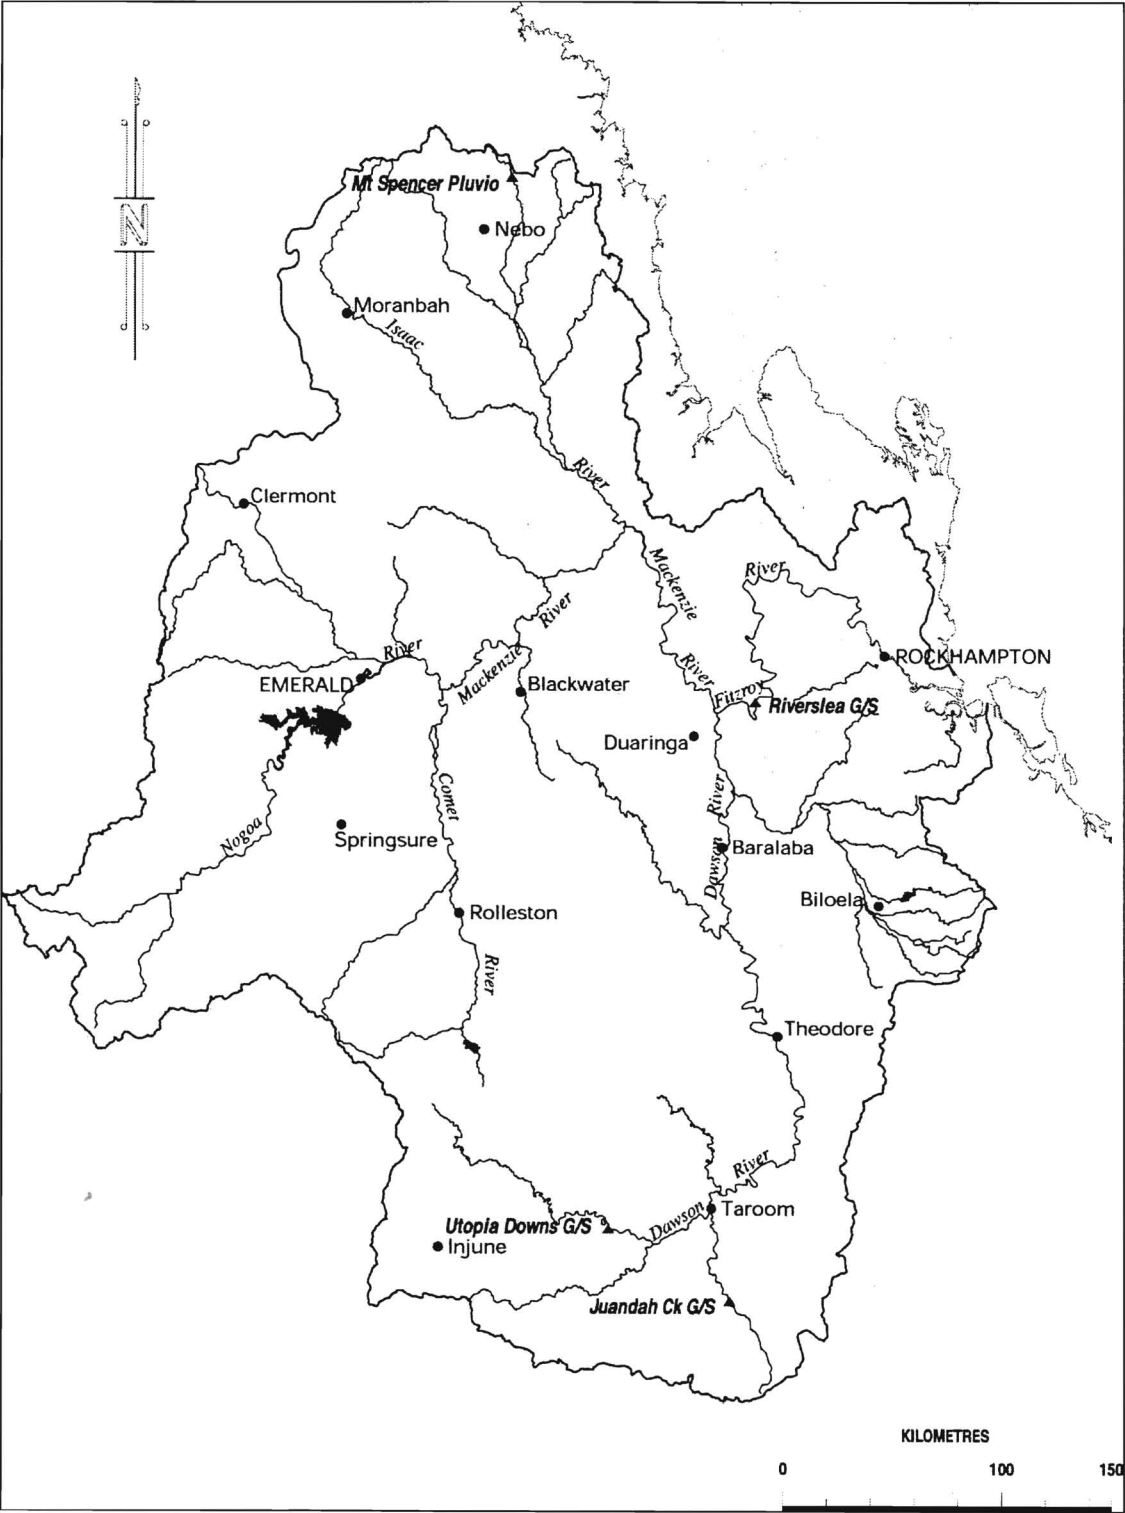 N
Mt Spencer Pluvio
Nebo
Moranbah
Isaac
River
Clermont
Mackenzie
River
River
River
Mackenzie
River
ROCKHAMPTON
EMERALD
Blackwater
Fitzroy
Riverslea G/S
Duaringa
Comet
River
Nogoa
Springsure
Dawson
Baralaba
Biloela
Rolleston
River
Theodore
River
Dawson
Taroom
Utopia Downs G/S
Injune
Juandah Ck G/S
KILOMETRES
0 100 150